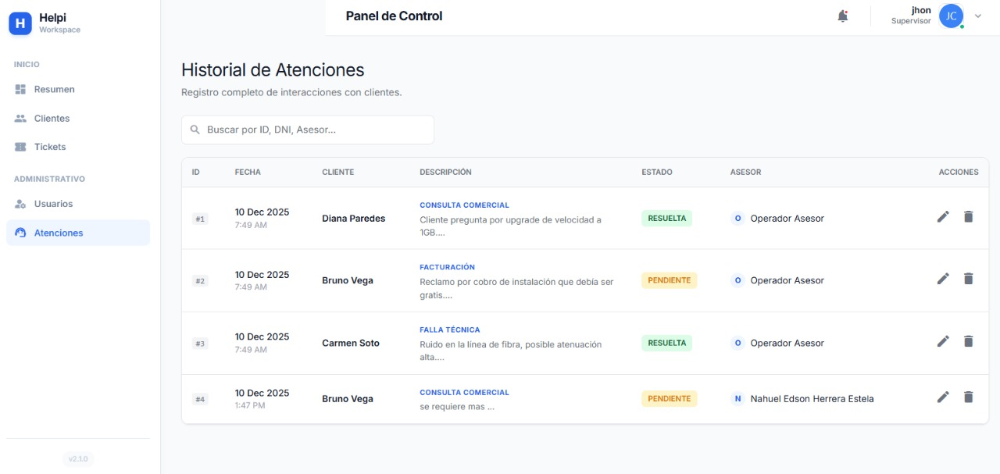 H
Helpi
Workspace
INICIO
Resumen
Clientes
Tickets
ADMINISTRATIVO
Usuarios
Atenciones
v2.1.0
Panel de Control
jhon
Supervisor
JC
Historial de Atenciones
Registro completo de interacciones con clientes.
Buscar por ID, DNI, Asesor...
ID FECHA CLIENTE DESCRIPCIÓN ESTADO ASESOR ACCIONES
#1
10 Dec 2025
7:49 AM
Diana Paredes
CONSULTA COMERCIAL
Cliente pregunta por upgrade de velocidad a
1GB....
RESUELTA
O Operador Asesor
#2
10 Dec 2025
7:49 AM
Bruno Vega
FACTURACIÓN
Reclamo por cobro de instalación que debía ser
gratis....
PENDIENTE
O Operador Asesor
#3
10 Dec 2025
7:49 AM
Carmen Soto
FALLA TÉCNICA
Ruido en la línea de fibra, posible atenuación
alta....
RESUELTA
O Operador Asesor
#4
10 Dec 2025
1:47 PM
Bruno Vega
CONSULTA COMERCIAL
se requiere mas ...
PENDIENTE
N Nahuel Edson Herrera Estela